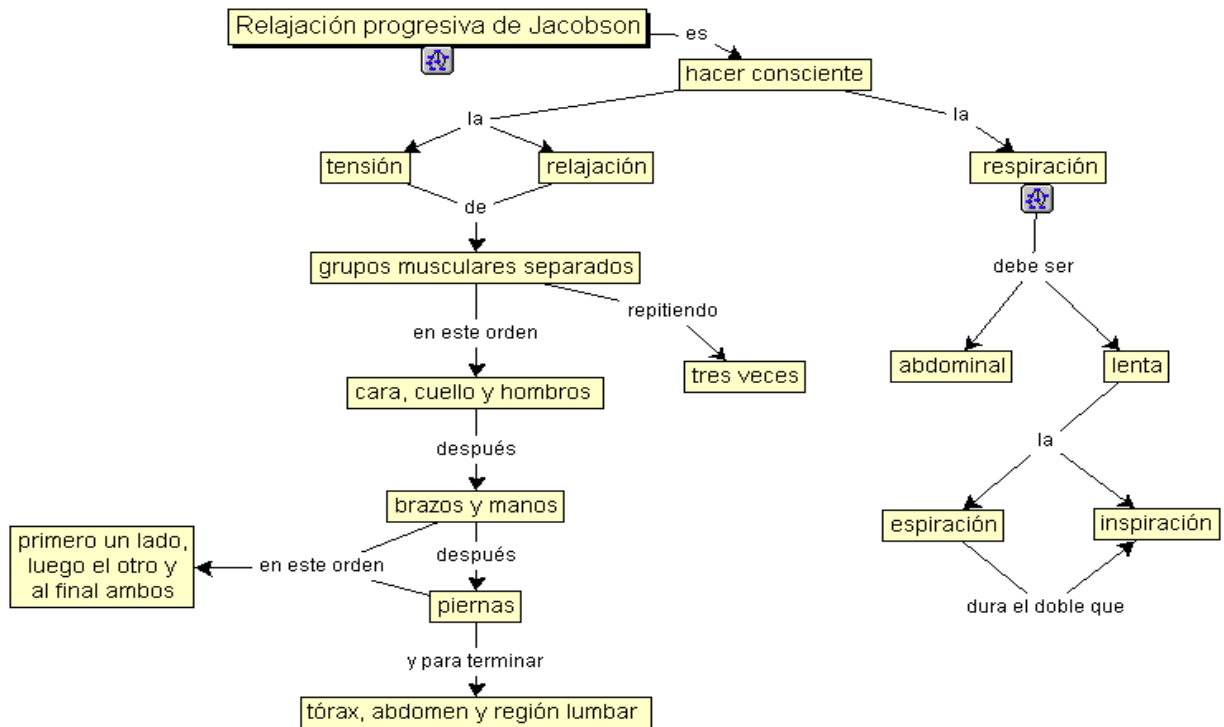 Relajación progresiva de Jacobson
es
hacer consciente
la
la
tensión
relajación
respiración
de
grupos musculares separados
debe ser
repitiendo
en este orden
abdominal
lenta
tres veces
cara, cuello y hombros
después
la
brazos y manos
espiración
inspiración
primero un lado,
luego el otro y
al final ambos
en este orden
después
piernas
dura el doble que
y para terminar
tórax, abdomen y región lumbar